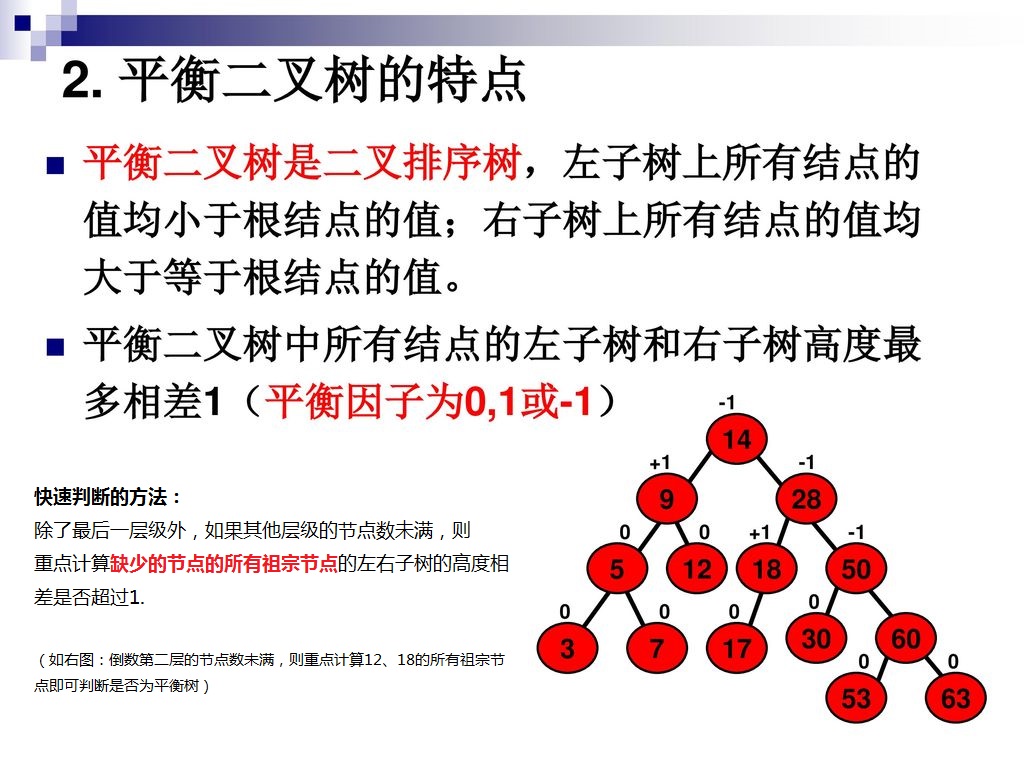 2. 平衡二叉树的特点
平衡二叉树是二叉排序树，左子树上所有结点的
值均小于根结点的值；右子树上所有结点的值均
大于等于根结点的值。
平衡二叉树中所有结点的左子树和右子树高度最
多相差1（平衡因子为0,1或-1）
快速判断的方法：
除了最后一层级外，如果其他层级的节点数未满，则
重点计算缺少的节点的所有祖宗节点的左右子树的高度相
差是否超过1.
（如右图：倒数第二层的节点数未满，则重点计算12、18的所有祖宗节
点即可判断是否为平衡树）
-1
14
+1 -1
9 28
0 0 +1 -1
5 12 18 50
0 0 0 0
3 7 17 30 60
0 0
53 63